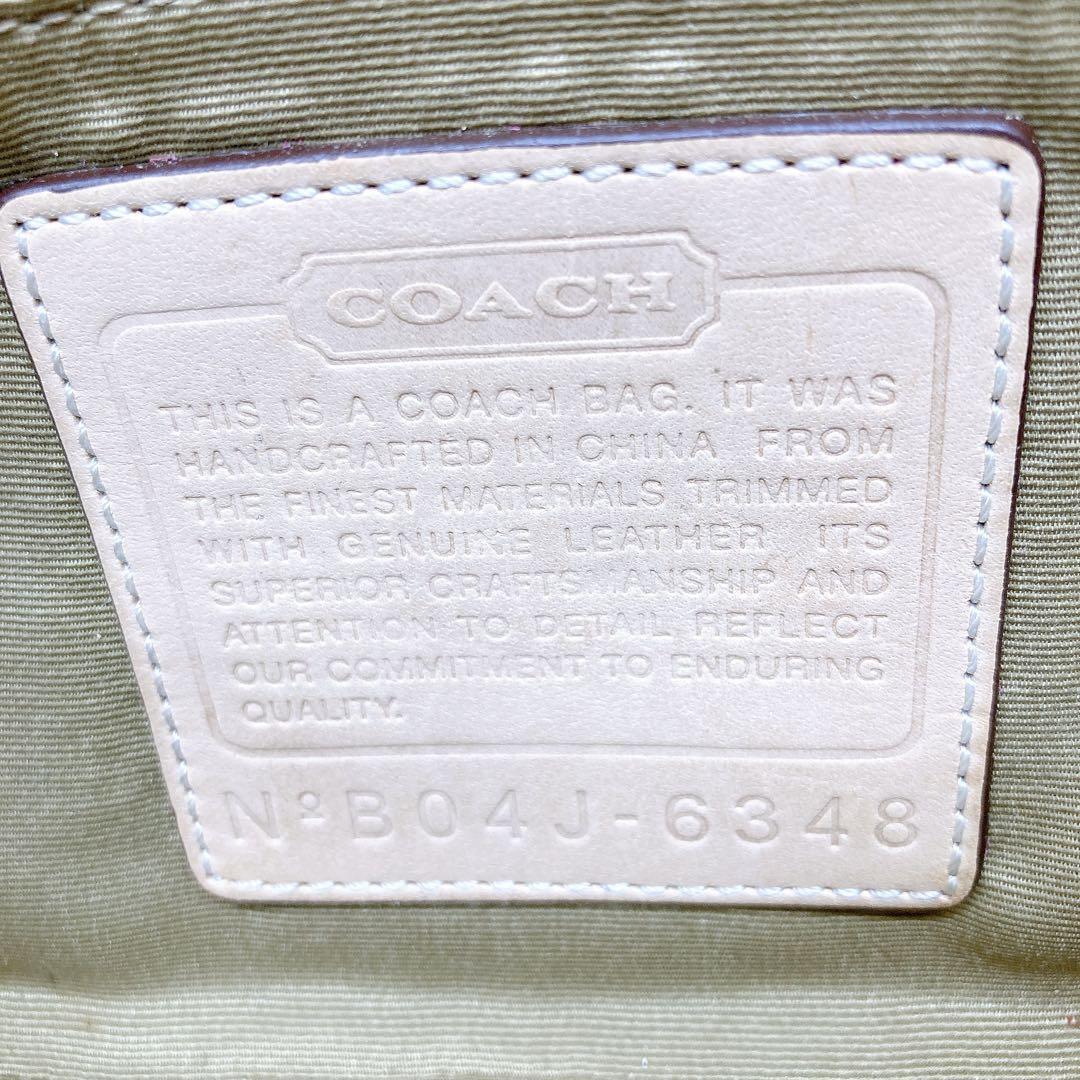 COACH
THIS IS A COACH BAG. IT WAS
HANDCRAFTED IN CHINA FROM
THE FINEST MATERIALS TRIMMED
WITH GENUINE LEATHER. ITS
SUPERIOR CRAFTSMANSHIP AND
ATTENTION TO DETAIL REFLECT
OUR COMMITMENT TO ENDURING
QUALITY.
Nº B04J-6348